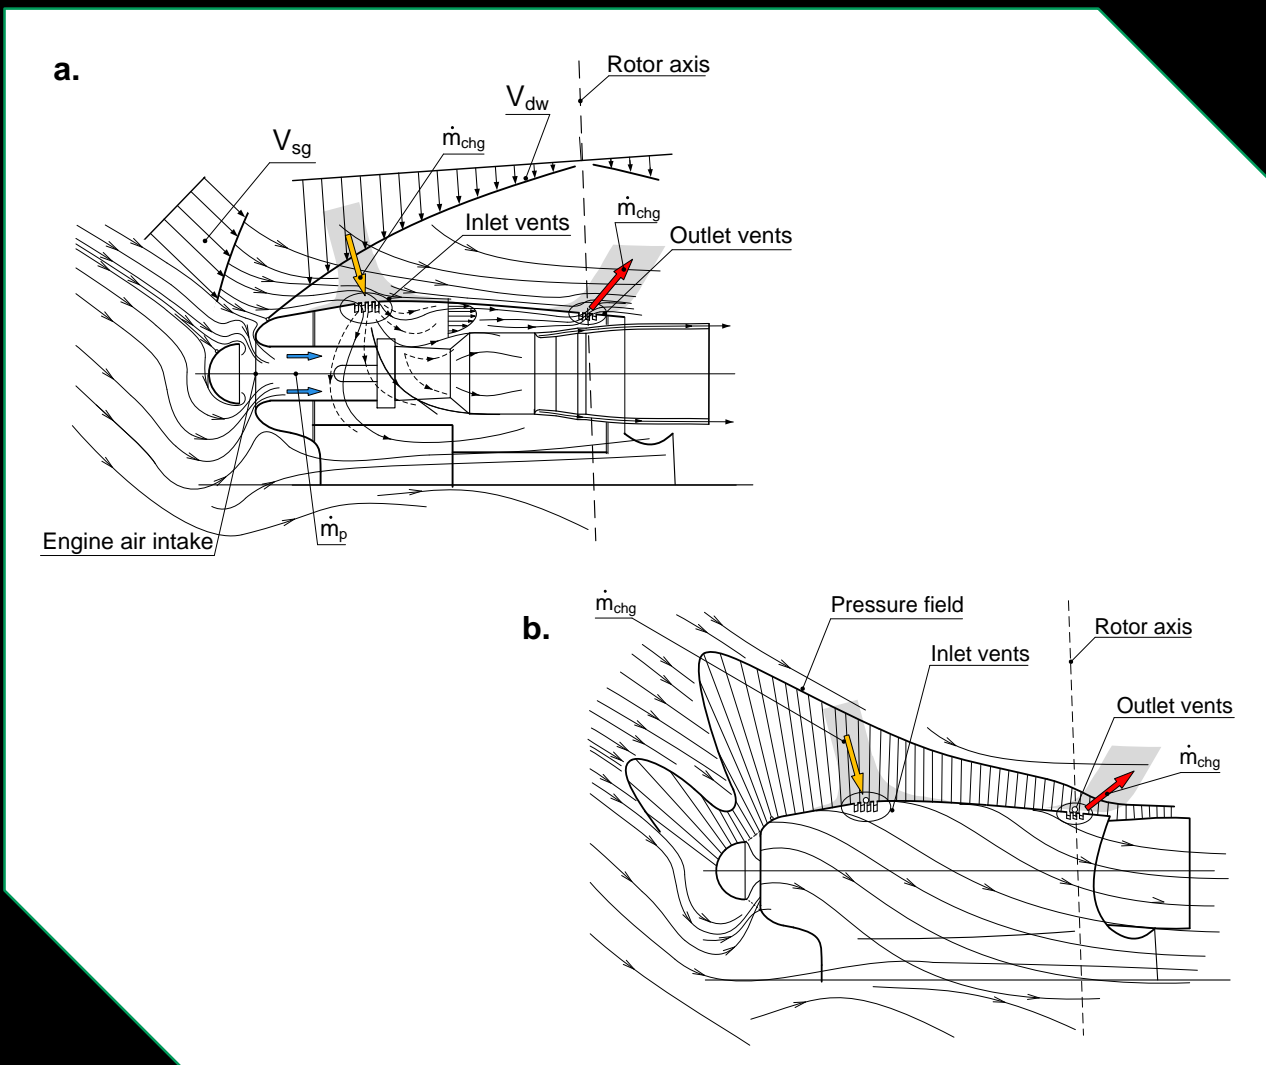 a.
Rotor axis
V_dw
ṁ_chg
V_sg
ṁ_chg
Inlet vents
Outlet vents
Engine air intake
ṁ_p
b.
ṁ_chg
Pressure field
Rotor axis
Inlet vents
Outlet vents
ṁ_chg